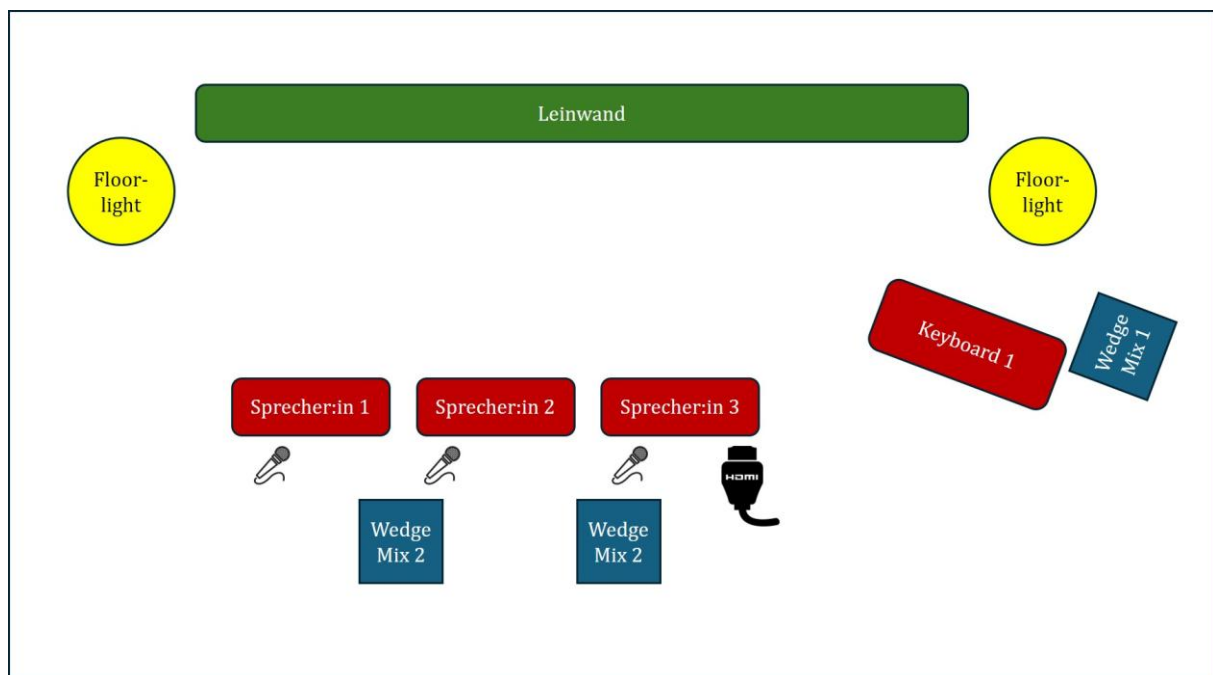 Leinwand
Floor-
light
Floor-
light
Keyboard 1
Wedge
Mix 1
Sprecher:in 1
Sprecher:in 2
Sprecher:in 3
HDMI
Wedge
Mix 2
Wedge
Mix 2